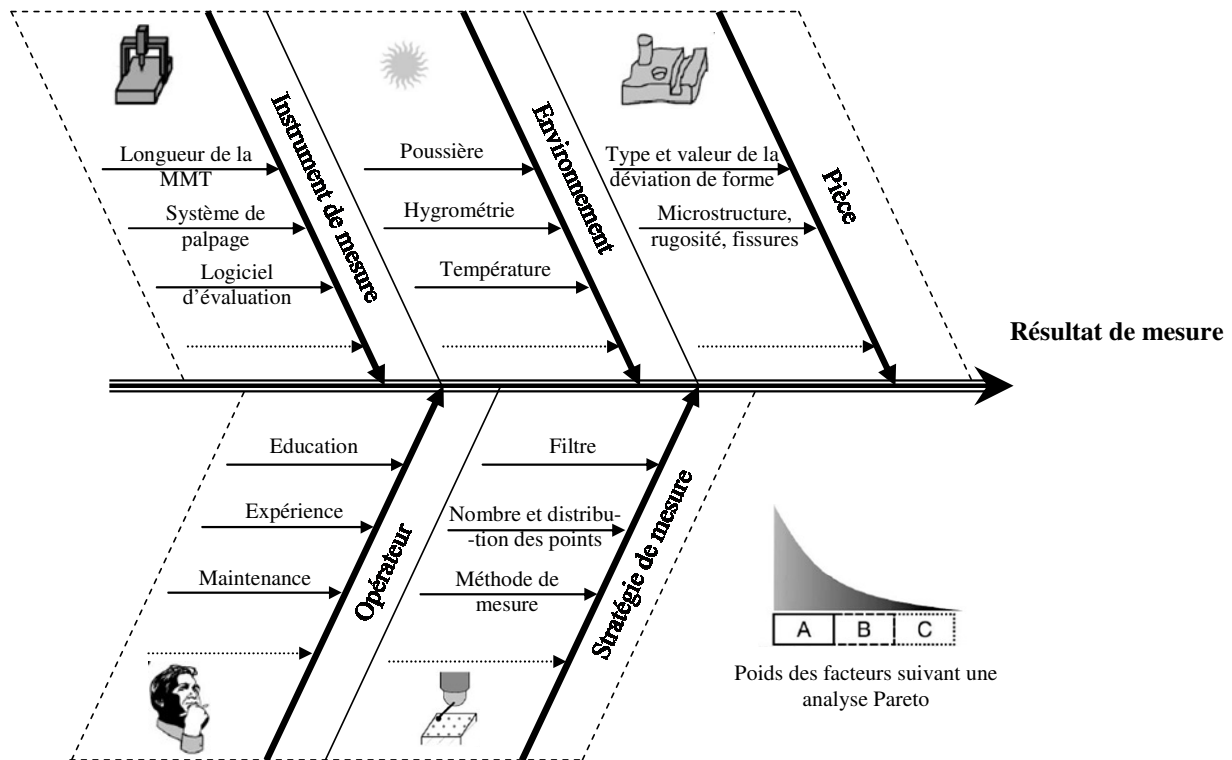 Instrument de mesure
Longueur de la
MMT
Système de
palpage
Logiciel
d’évaluation
Environnement
Poussière
Hygrométrie
Température
Pièce
Type et valeur de la
déviation de forme
Microstructure,
rugosité, fissures
Résultat de mesure
Opérateur
Education
Expérience
Maintenance
Stratégie de mesure
Filtre
Nombre et distribu-
-tion des points
Méthode de
mesure
A B C
Poids des facteurs suivant une
analyse Pareto